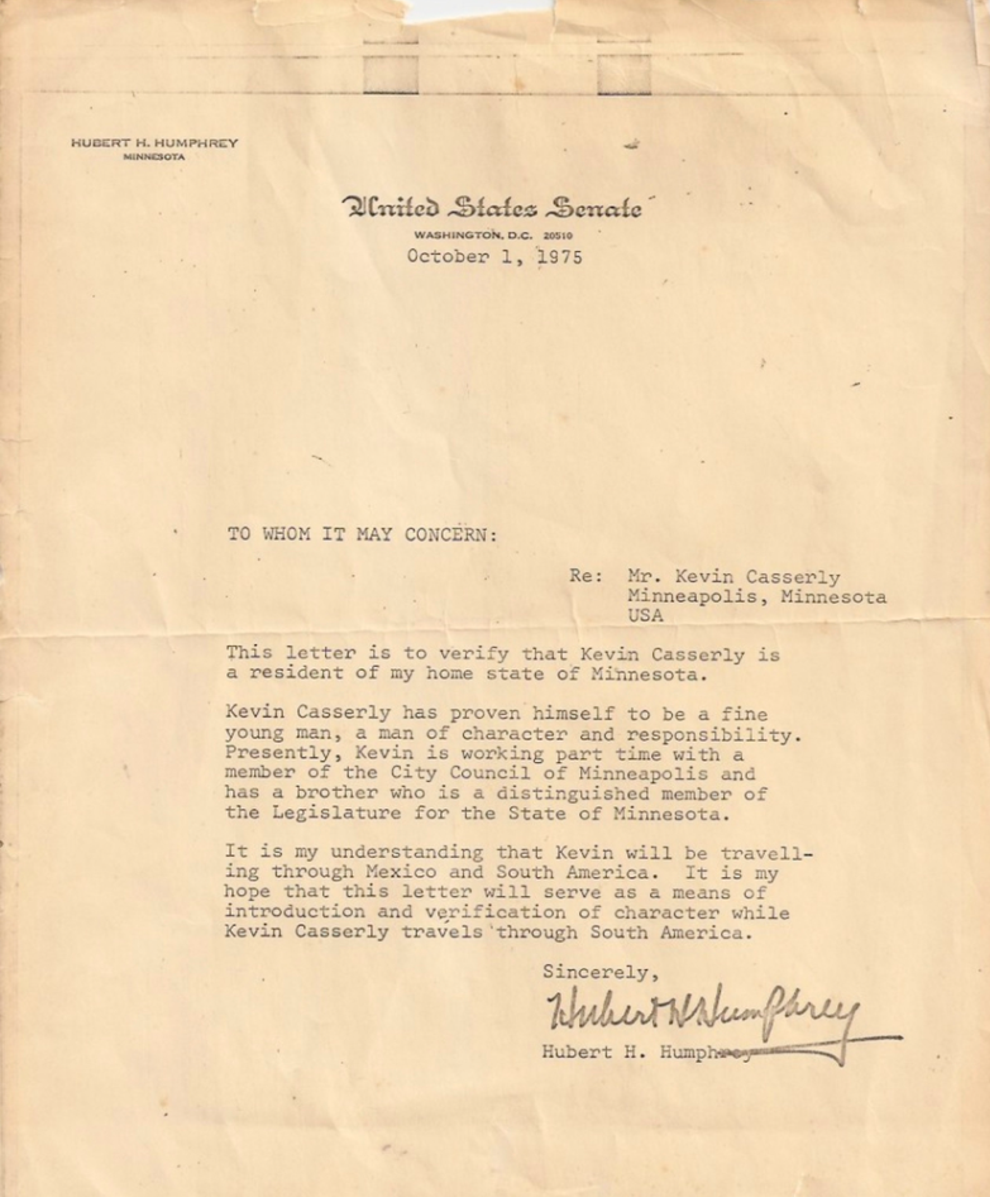 HUBERT H. HUMPHREY
MINNESOTA
United States Senate
WASHINGTON, D.C. 20510
October 1, 1975
TO WHOM IT MAY CONCERN:
Re: Mr. Kevin Casserly
Minneapolis, Minnesota
USA
This letter is to verify that Kevin Casserly is
a resident of my home state of Minnesota.
Kevin Casserly has proven himself to be a fine
young man, a man of character and responsibility.
Presently, Kevin is working part time with a
member of the City Council of Minneapolis and
has a brother who is a distinguished member of
the Legislature for the State of Minnesota.
It is my understanding that Kevin will be travell-
ing through Mexico and South America. It is my
hope that this letter will serve as a means of
introduction and verification of character while
Kevin Casserly travels through South America.
Sincerely,
Hubert H Humphrey
Hubert H. Humphrey